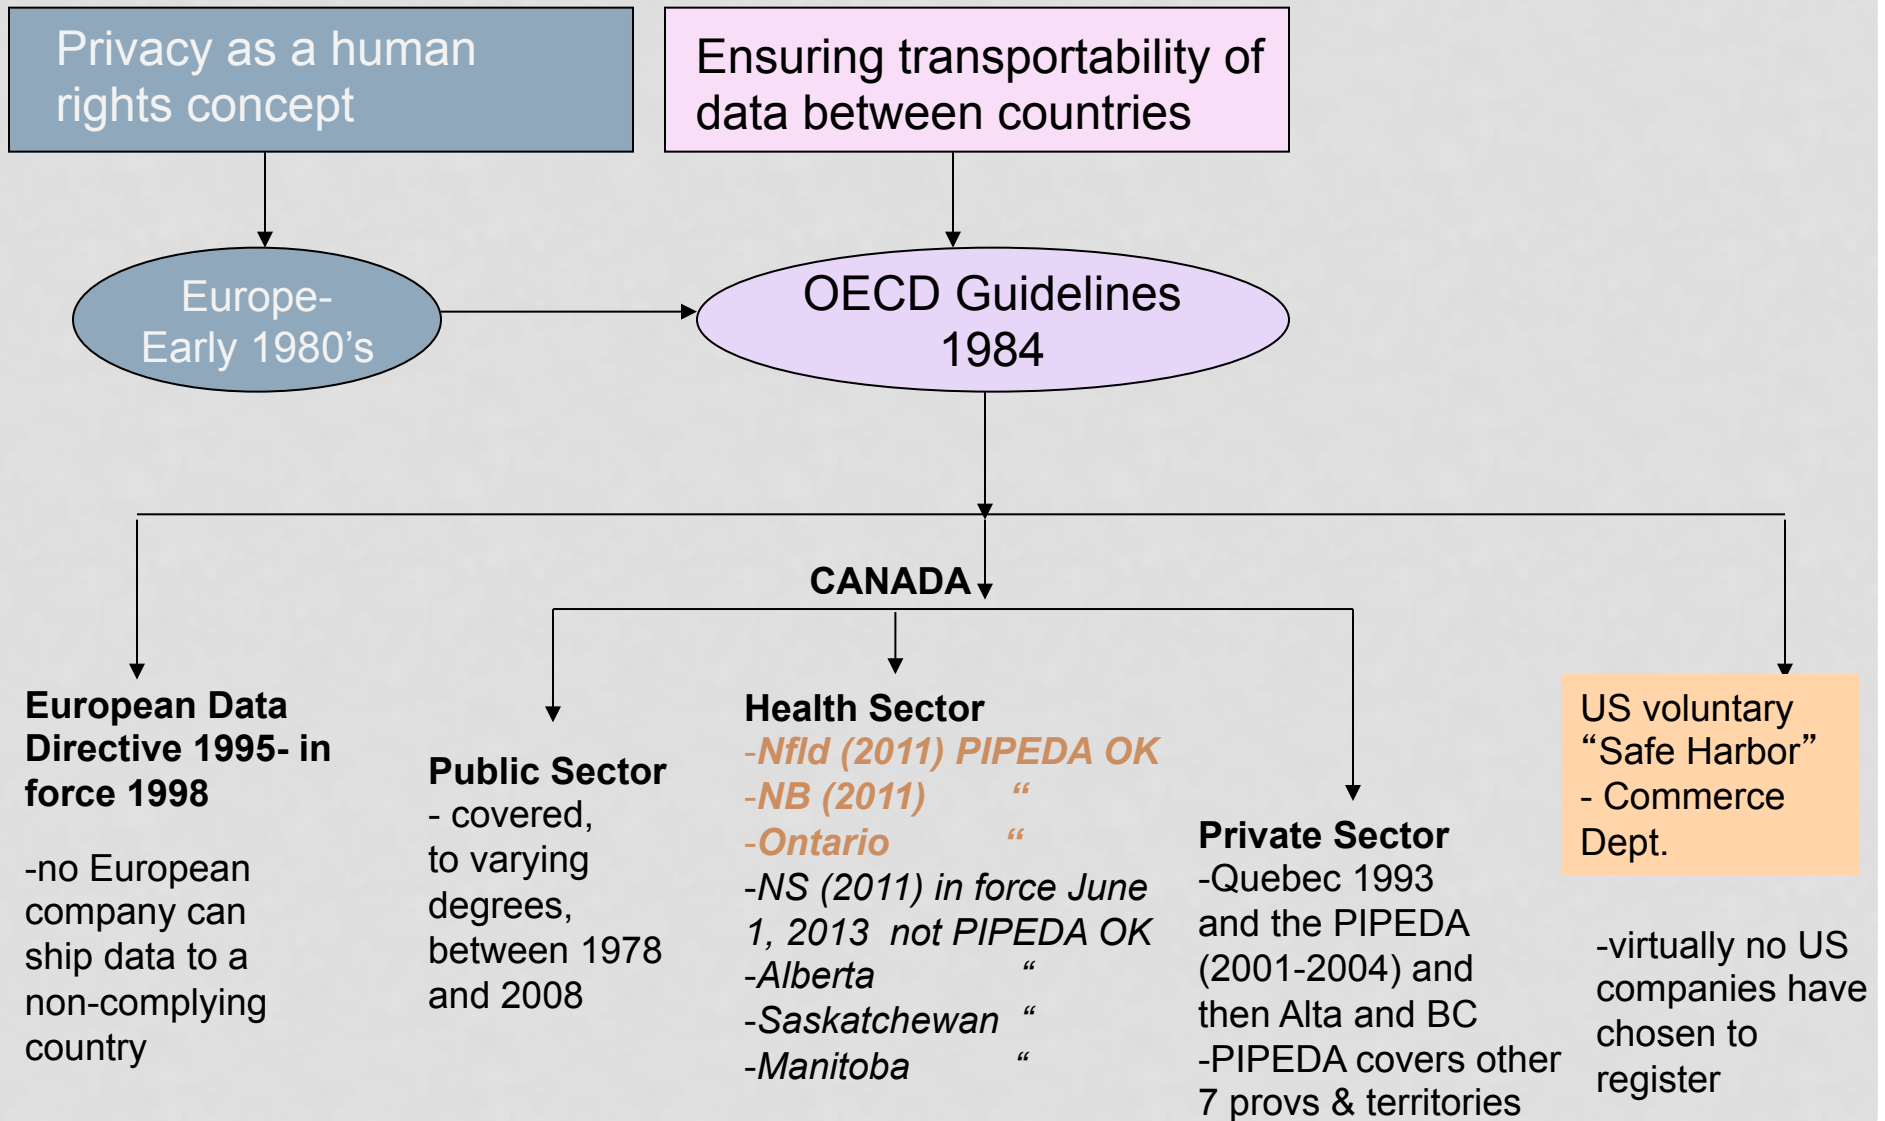 Privacy as a human
rights concept
Ensuring transportability of
data between countries
Europe-
Early 1980’s
OECD Guidelines
1984
CANADA
European Data
Directive 1995- in
force 1998
-no European
company can
ship data to a
non-complying
country
Public Sector
- covered,
to varying
degrees,
between 1978
and 2008
Health Sector
-Nfld (2011) PIPEDA OK
-NB (2011) “
-Ontario “
-NS (2011) in force June
1, 2013 not PIPEDA OK
-Alberta “
-Saskatchewan “
-Manitoba “
Private Sector
-Quebec 1993
and the PIPEDA
(2001-2004) and
then Alta and BC
-PIPEDA covers other
7 provs & territories
US voluntary
“Safe Harbor”
- Commerce
Dept.
-virtually no US
companies have
chosen to
register